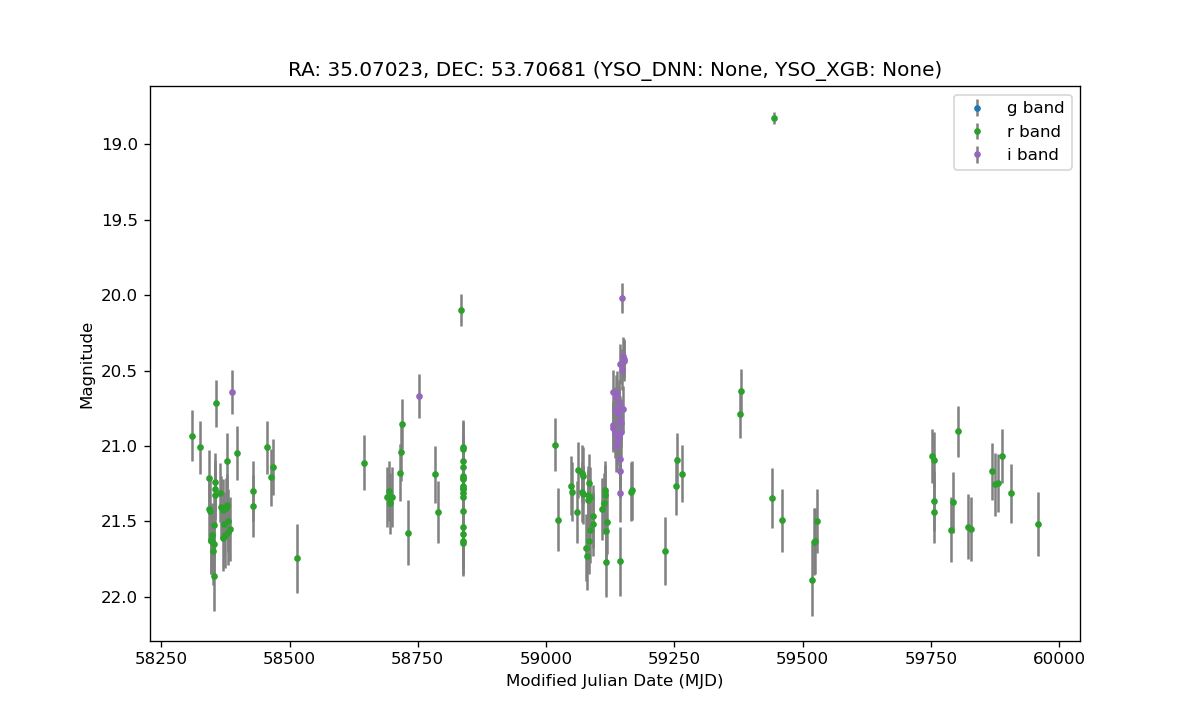 RA: 35.07023, DEC: 53.70681 (YSO_DNN: None, YSO_XGB: None)
g band
r band
i band
19.0
19.5
20.0
20.5
21.0
21.5
22.0
Magnitude
58250 58500 58750 59000 59250 59500 59750 60000
Modified Julian Date (MJD)